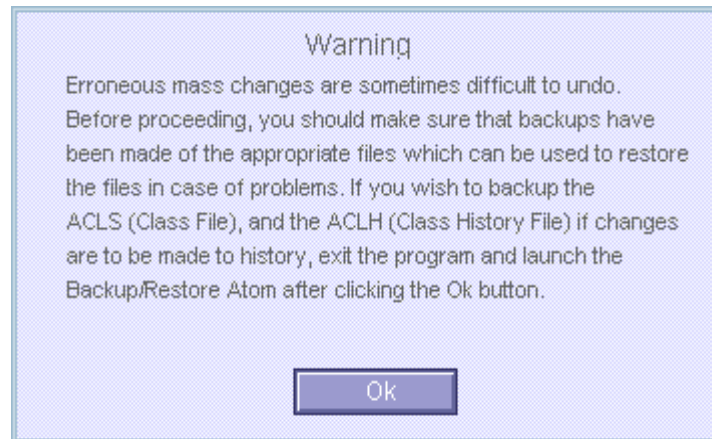 Warning
Erroneous mass changes are sometimes difficult to undo.
Before proceeding, you should make sure that backups have
been made of the appropriate files which can be used to restore
the files in case of problems. If you wish to backup the
ACLS (Class File), and the ACLH (Class History File) if changes
are to be made to history, exit the program and launch the
Backup/Restore Atom after clicking the Ok button.
Ok